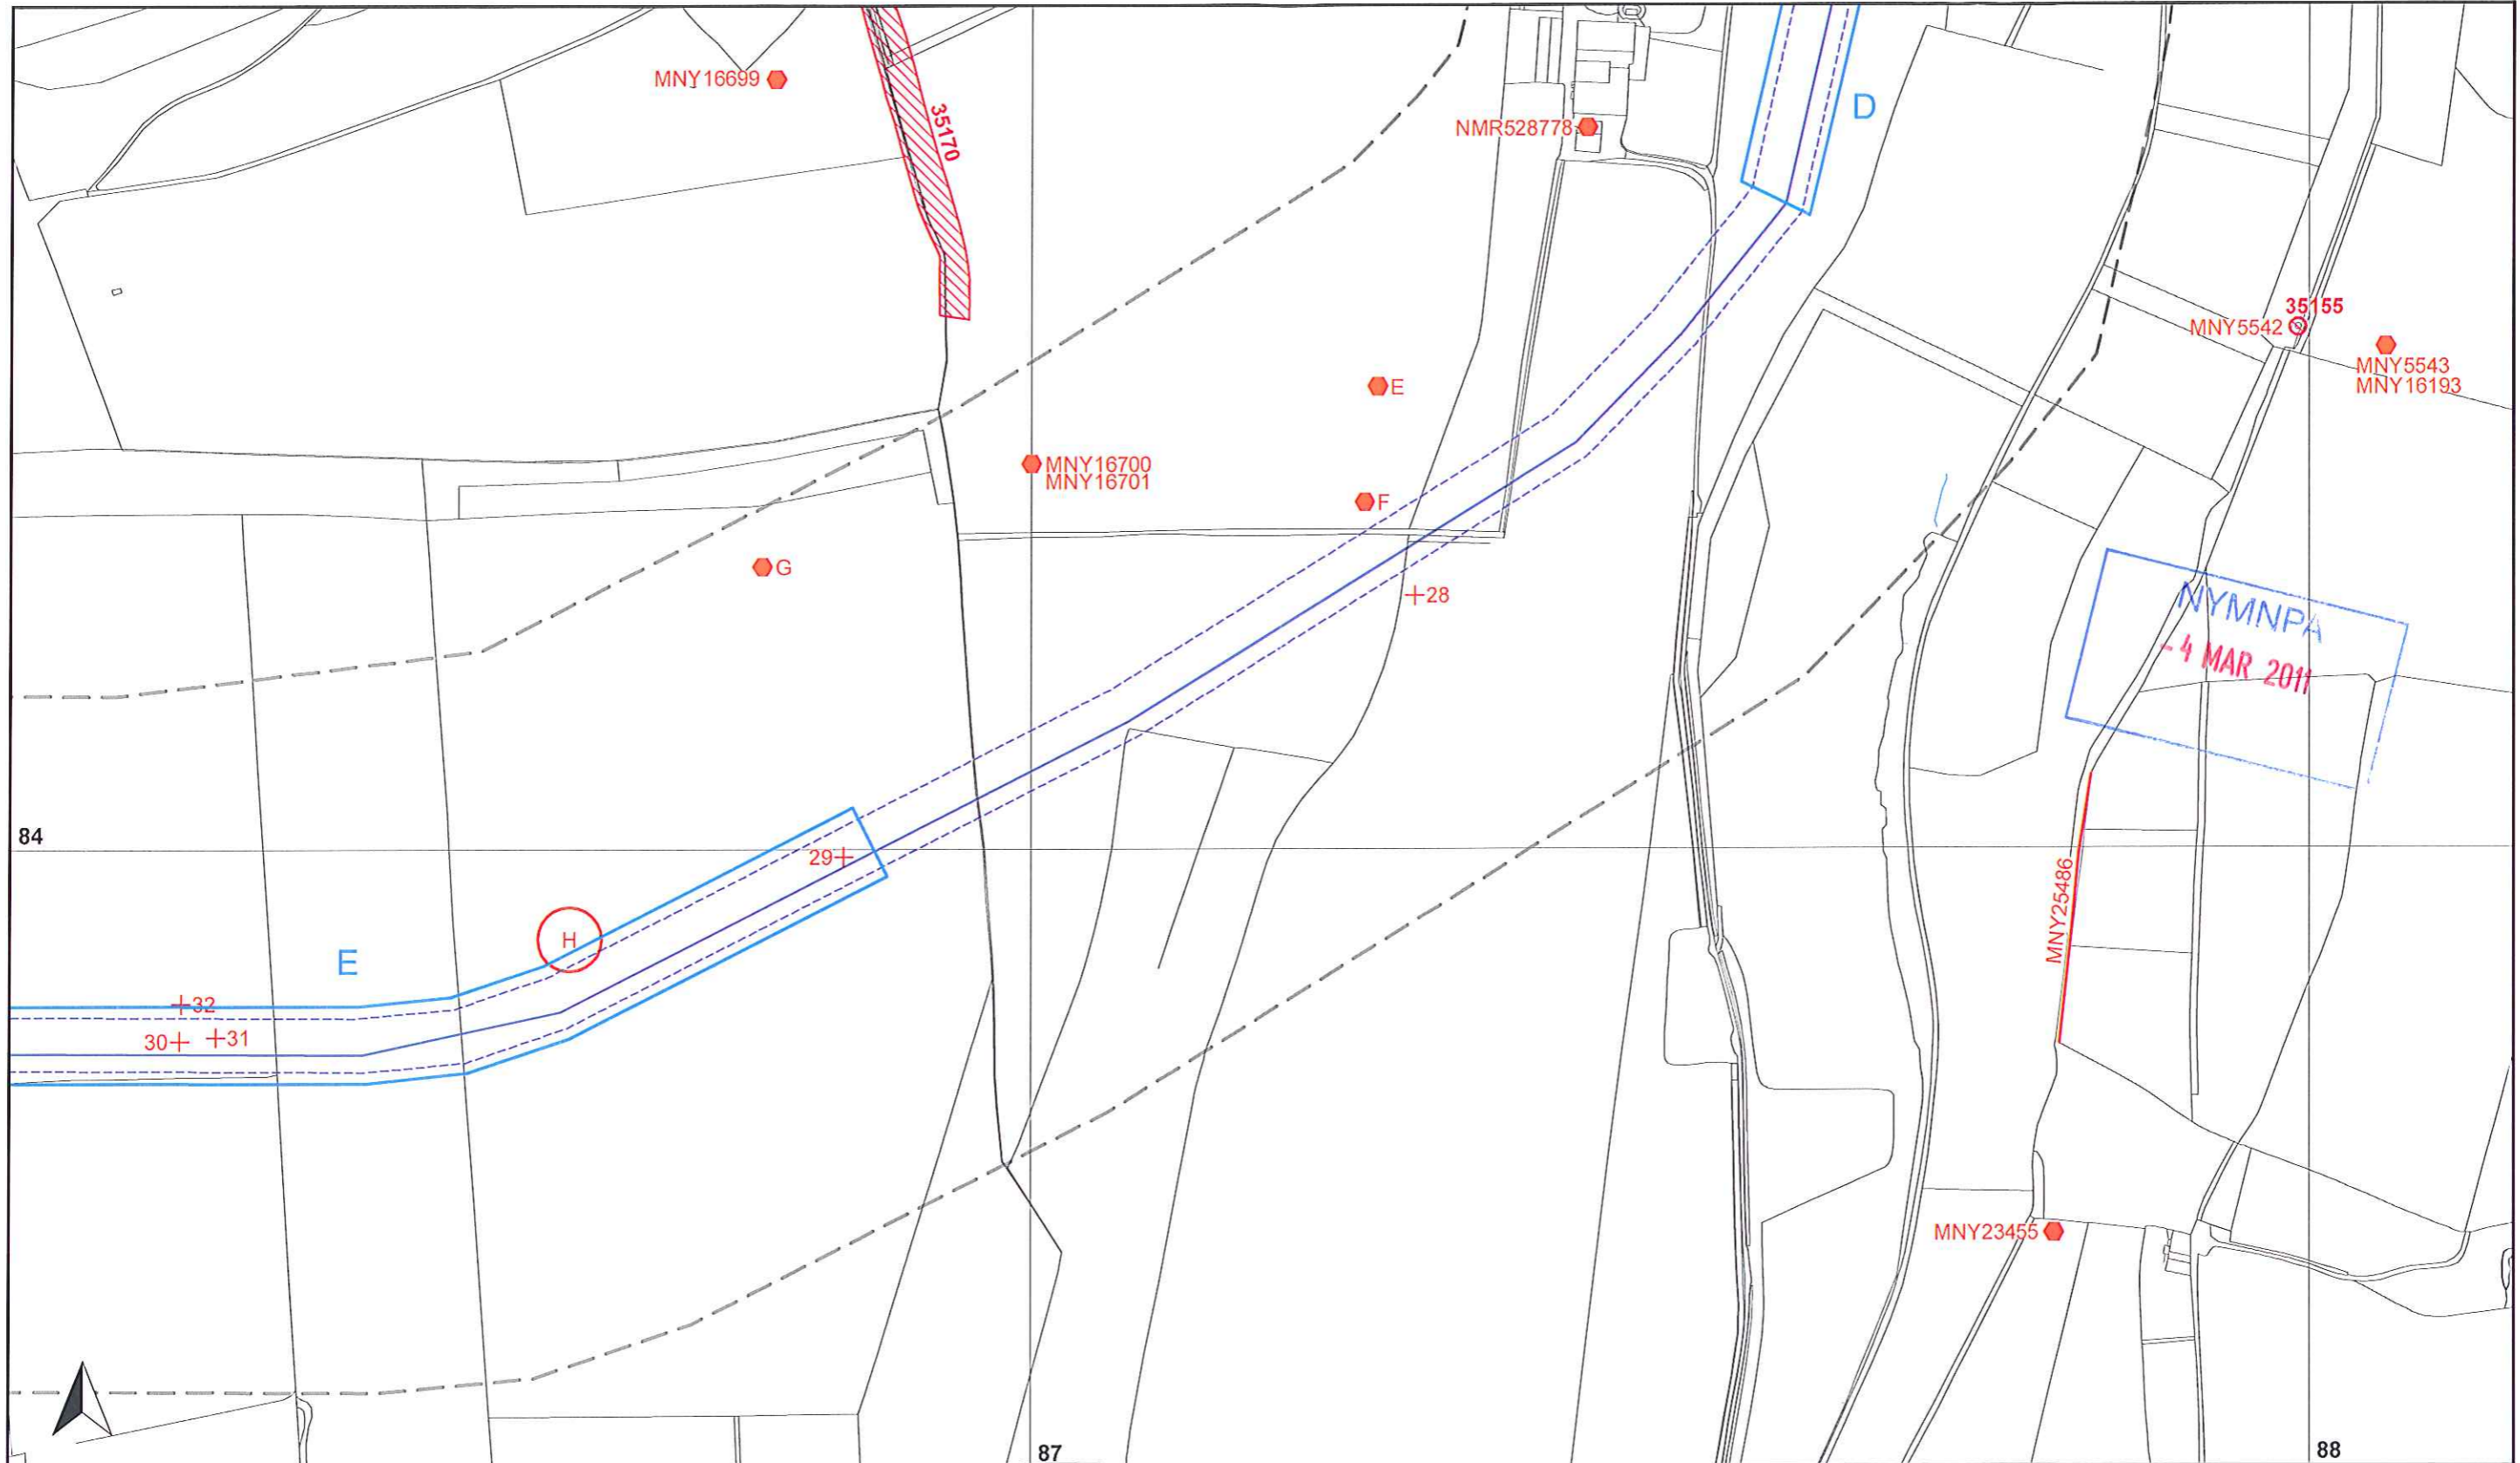 MNY16699
35170
NMR528778
D
35155
MNY5542
MNY5543
MNY16193
E
MNY16700
MNY16701
F
G
+28
NYMNPA
- 4 MAR 2011
84
29+
MNY25486
H
E
+32
30+ +31
MNY23455
87
88